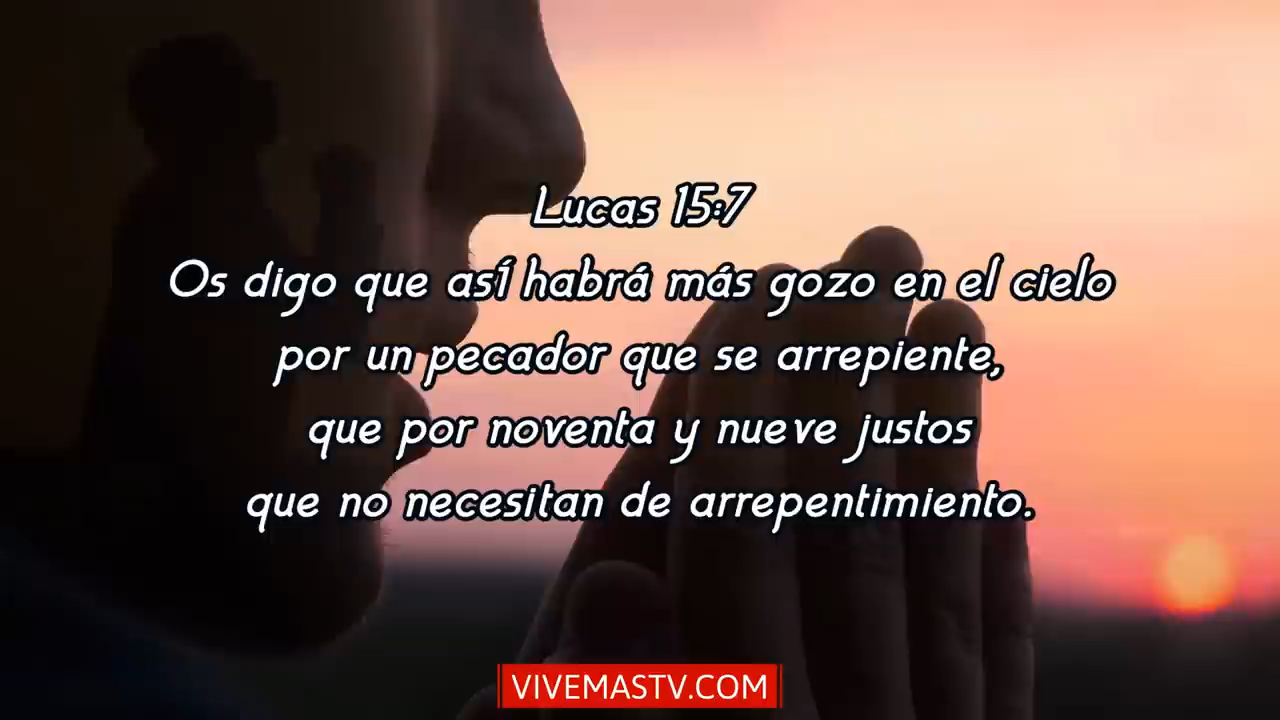 Lucas 15:7
Os digo que así habrá más gozo en el cielo
por un pecador que se arrepiente,
que por noventa y nueve justos
que no necesitan de arrepentimiento.
VIVEMASTV.COM